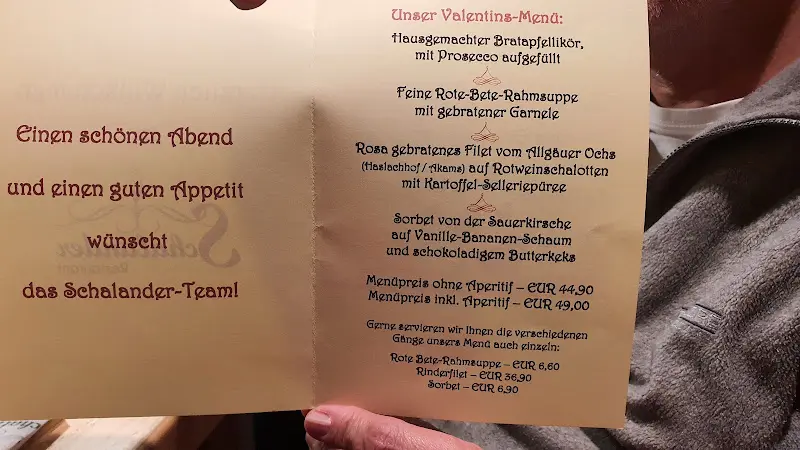 Einen schönen Abend
und einen guten Appetit
wünscht
das Schalander-Team!
Unser Valentins-Menü:
Hausgemachter Bratapfellikör,
mit Prosecco aufgefüllt
Feine Rote-Bete-Rahmsuppe
mit gebratener Garnele
Rosa gebratenes Filet vom Allgäuer Ochs
(Haslachhof / Akams) auf Rotweinschalotten
mit Kartoffel-Selleriepüree
Sorbet von der Sauerkirsche
auf Vanille-Bananen-Schaum
und schokoladigem Butterkeks
Menüpreis ohne Aperitif – EUR 44,90
Menüpreis inkl. Aperitif – EUR 49,00
Gerne servieren wir Ihnen die verschiedenen
Gänge unsers Menü auch einzeln:
Rote Bete-Rahmsuppe – EUR 6,60
Rinderfilet – EUR 36,90
Sorbet – EUR 6,90